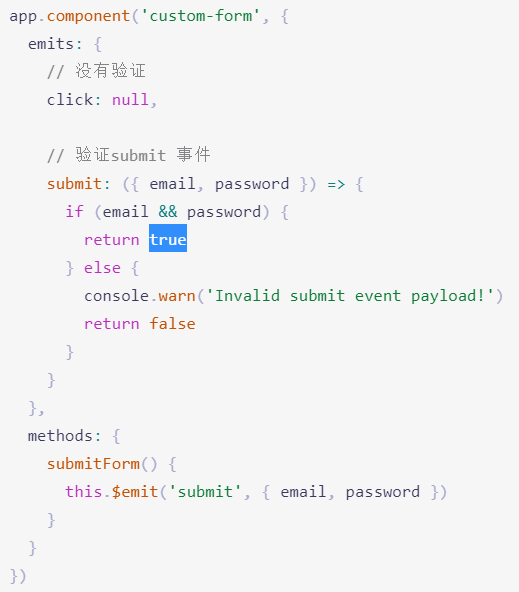 app.component('custom-form', {
  emits: {
    // 没有验证
    click: null,

    // 验证submit 事件
    submit: ({ email, password }) => {
      if (email && password) {
        return true
      } else {
        console.warn('Invalid submit event payload!')
        return false
      }
    }
  },
  methods: {
    submitForm() {
      this.$emit('submit', { email, password })
    }
  }
})